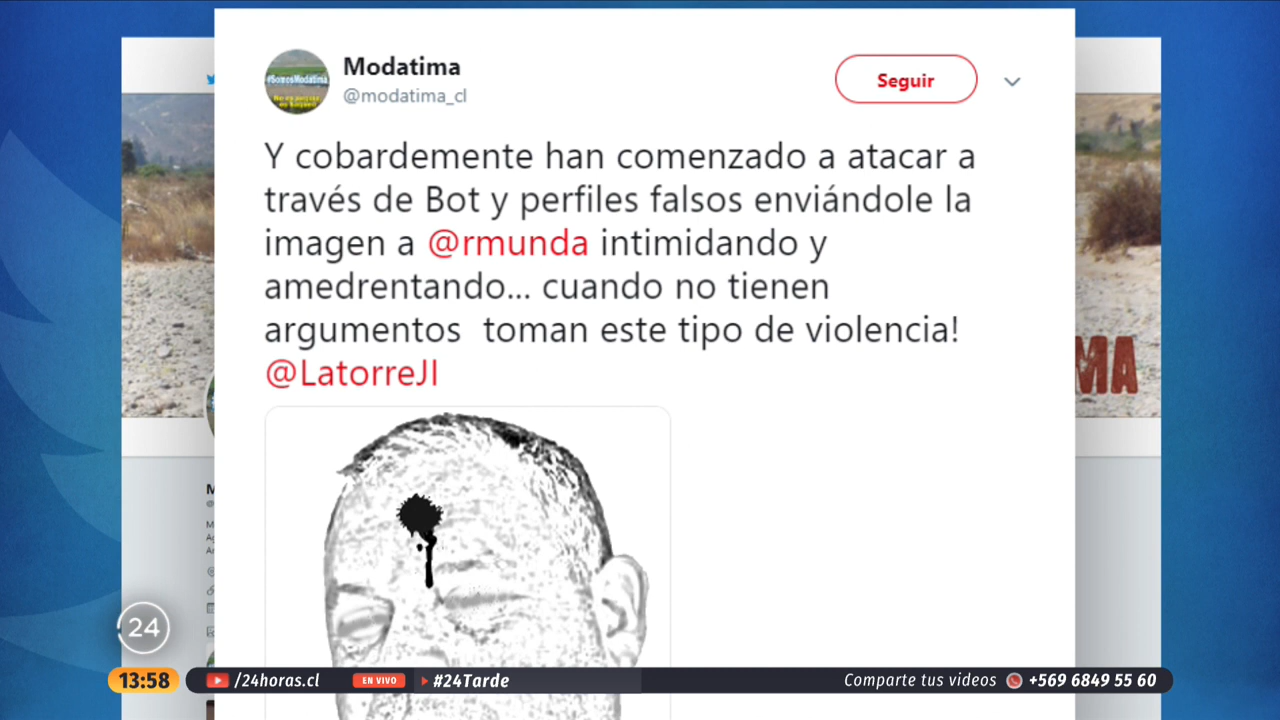 Modatima
@modatima_cl
Seguir
#SomosModatima
Y cobardemente han comenzado a atacar a
través de Bot y perfiles falsos enviándole la
imagen a @rmunda intimidando y
amedrentando... cuando no tienen
argumentos toman este tipo de violencia!
@LatorreJI
MA
24
13:58
/24horas.cl
EN VIVO
#24Tarde
Comparte tus videos
+569 6849 55 60